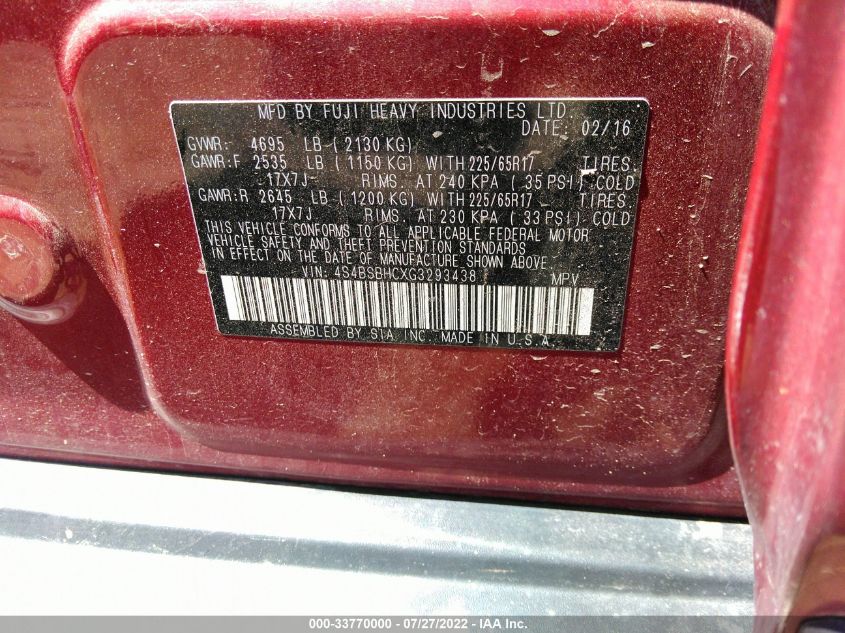 MFD BY FUJI HEAVY INDUSTRIES LTD.
DATE: 02/16
GVWR: 4695 LB ( 2130 KG)
GAWR:F 2535 LB ( 1150 KG) WITH 225/65R17 TIRES.
17X7J RIMS. AT 240 KPA ( 35 PSI) COLD
GAWR:R 2645 LB ( 1200 KG) WITH 225/65R17 TIRES.
17X7J RIMS. AT 230 KPA ( 33 PSI) COLD
THIS VEHICLE CONFORMS TO ALL APPLICABLE FEDERAL MOTOR
VEHICLE SAFETY AND THEFT PREVENTION STANDARDS
IN EFFECT ON THE DATE OF MANUFACTURE SHOWN ABOVE.
VIN: 4S4BSBHCXG3293438 MPV
ASSEMBLED BY SIA INC. MADE IN U.S.A.
000-33770000 - 07/27/2022 - IAA Inc.